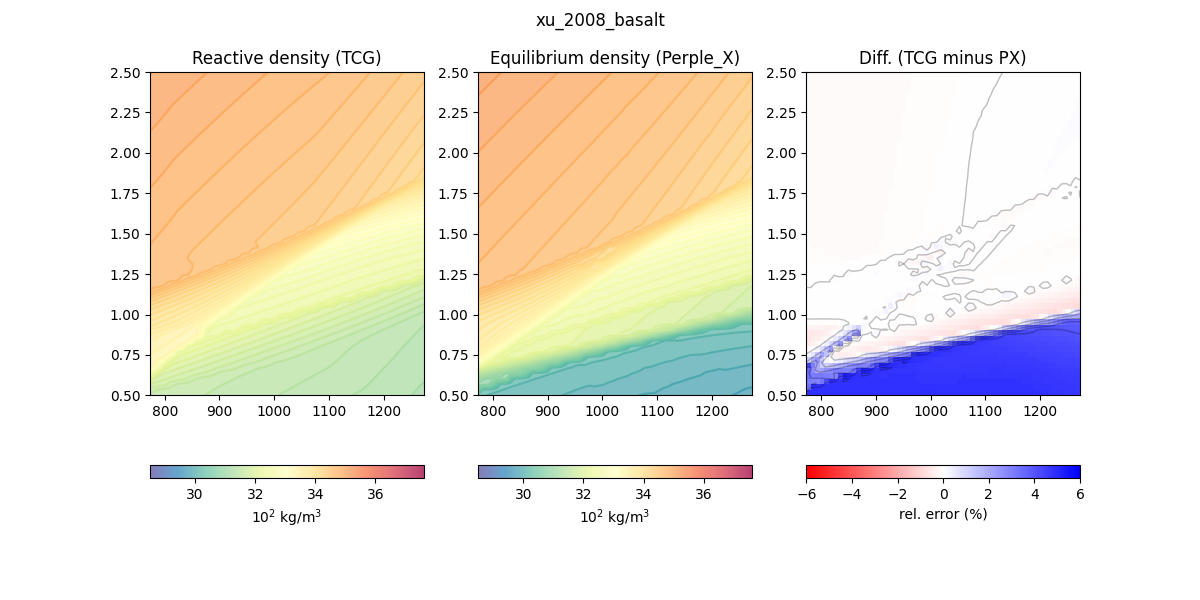 xu_2008_basalt
Reactive density (TCG)
Equilibrium density (Perple_X)
Diff. (TCG minus PX)
2.50
2.25
2.00
1.75
1.50
1.25
1.00
0.75
0.50
800 900 1000 1100 1200
2.50
2.25
2.00
1.75
1.50
1.25
1.00
0.75
0.50
800 900 1000 1100 1200
2.50
2.25
2.00
1.75
1.50
1.25
1.00
0.75
0.50
800 900 1000 1100 1200
30 32 34 36
10² kg/m³
30 32 34 36
10² kg/m³
−6 −4 −2 0 2 4 6
rel. error (%)